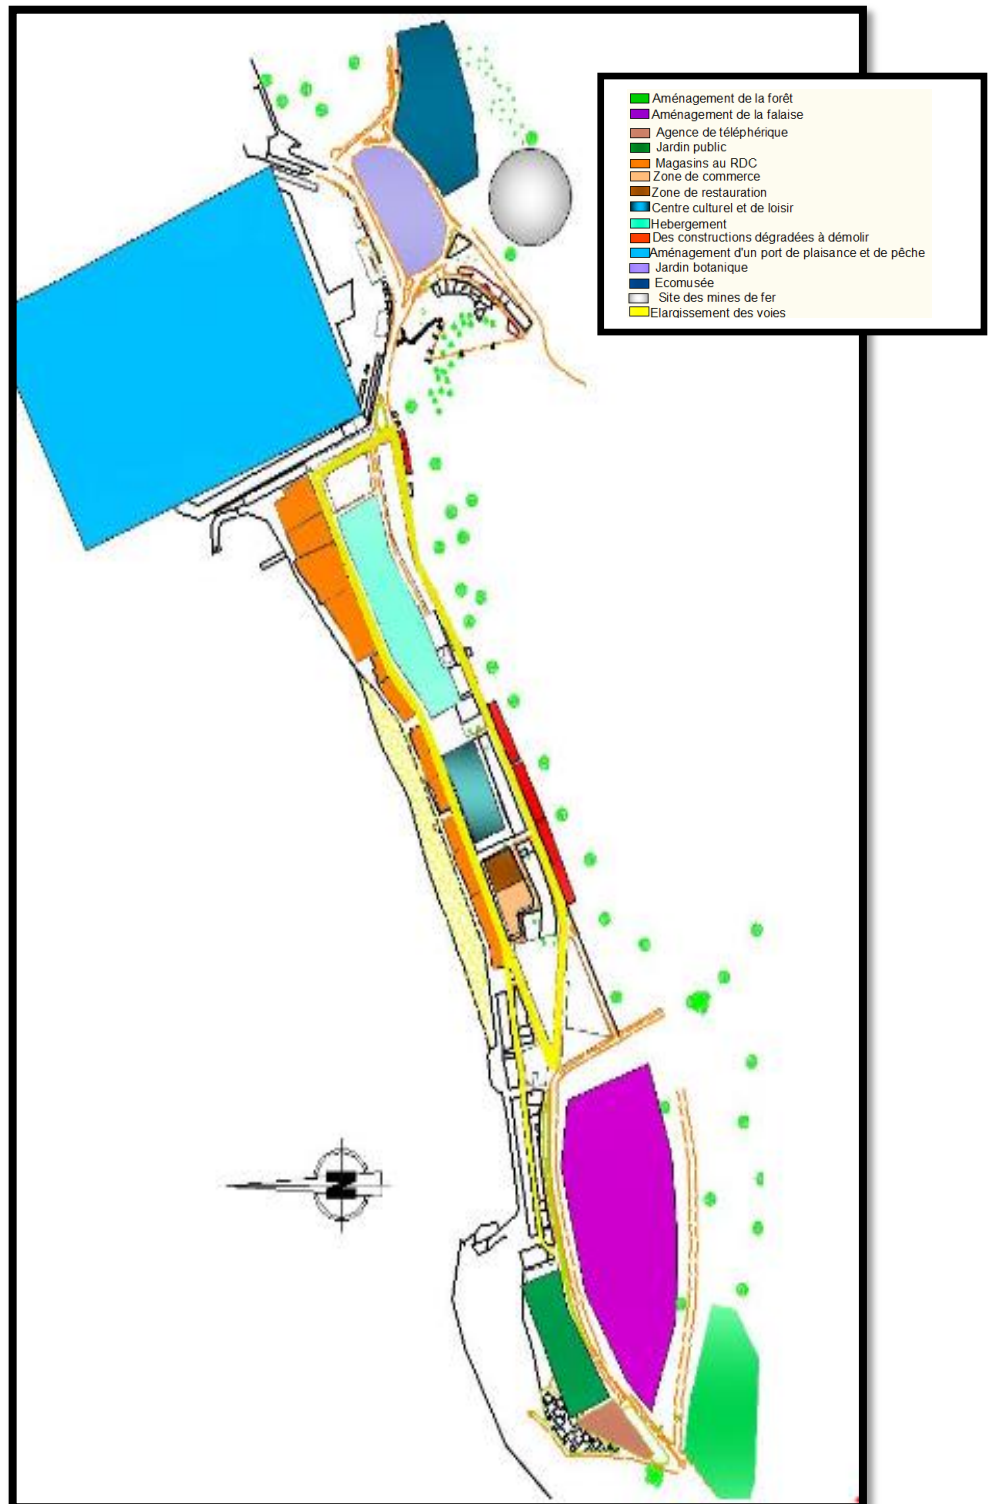 Aménagement de la forêt
Aménagement de la falaise
Agence de téléphérique
Jardin public
Magasins au RDC
Zone de commerce
Zone de restauration
Centre culturel et de loisir
Hebergement
Des constructions dégradées à démolir
Aménagement d'un port de plaisance et de pêche
Jardin botanique
Ecomusée
Site des mines de fer
Elargissement des voies
N